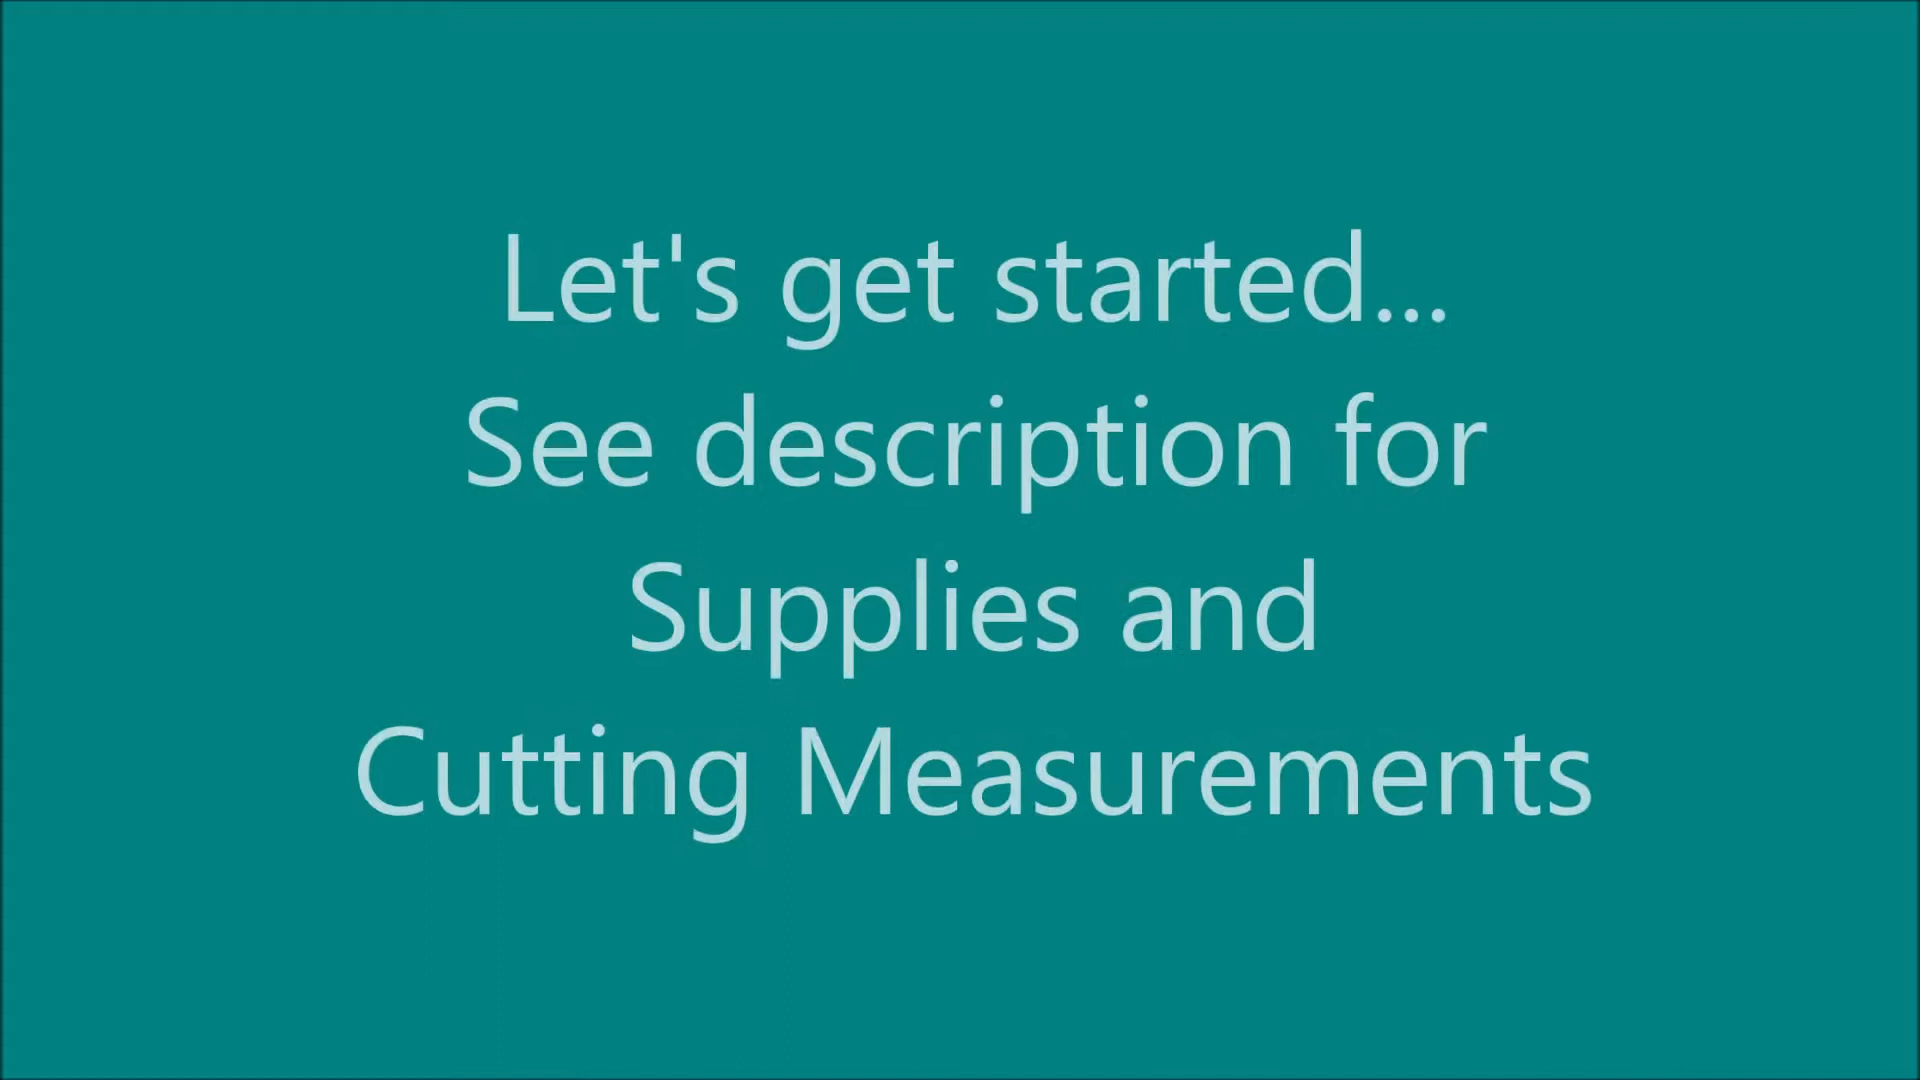 Let's get started...
See description for
Supplies and
Cutting Measurements